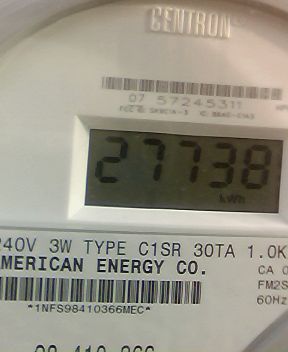 CENTRON
07 57245311
27738
kWh
240V 3W TYPE C1SR 30TA 1.0K
AMERICAN ENERGY CO.
CA 0
FM2S
60Hz
*1NFS98410366MEC*